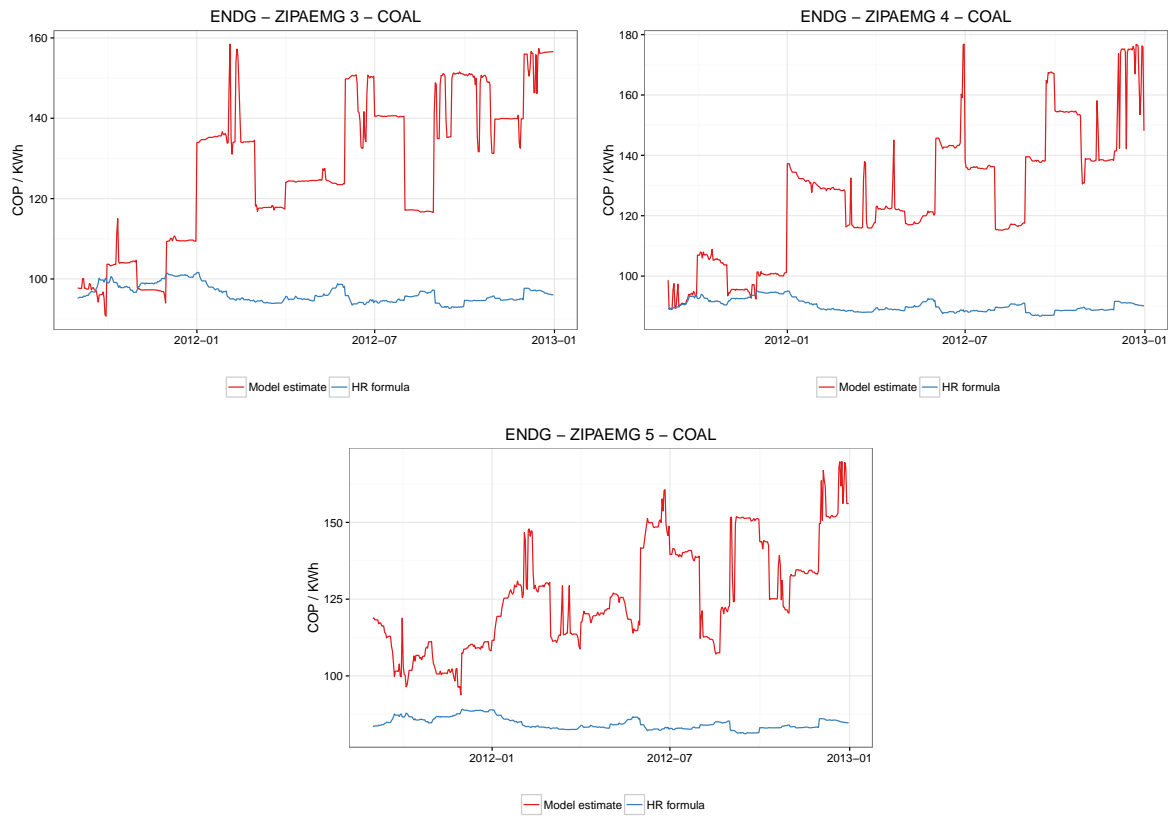 ENDG – ZIPAEMG 3 – COAL
COP / KWh
160
140
120
100
2012–01
2012–07
2013–01
Model estimate
HR formula
ENDG – ZIPAEMG 4 – COAL
COP / KWh
180
160
140
120
100
2012–01
2012–07
2013–01
Model estimate
HR formula
ENDG – ZIPAEMG 5 – COAL
COP / KWh
150
125
100
2012–01
2012–07
2013–01
Model estimate
HR formula